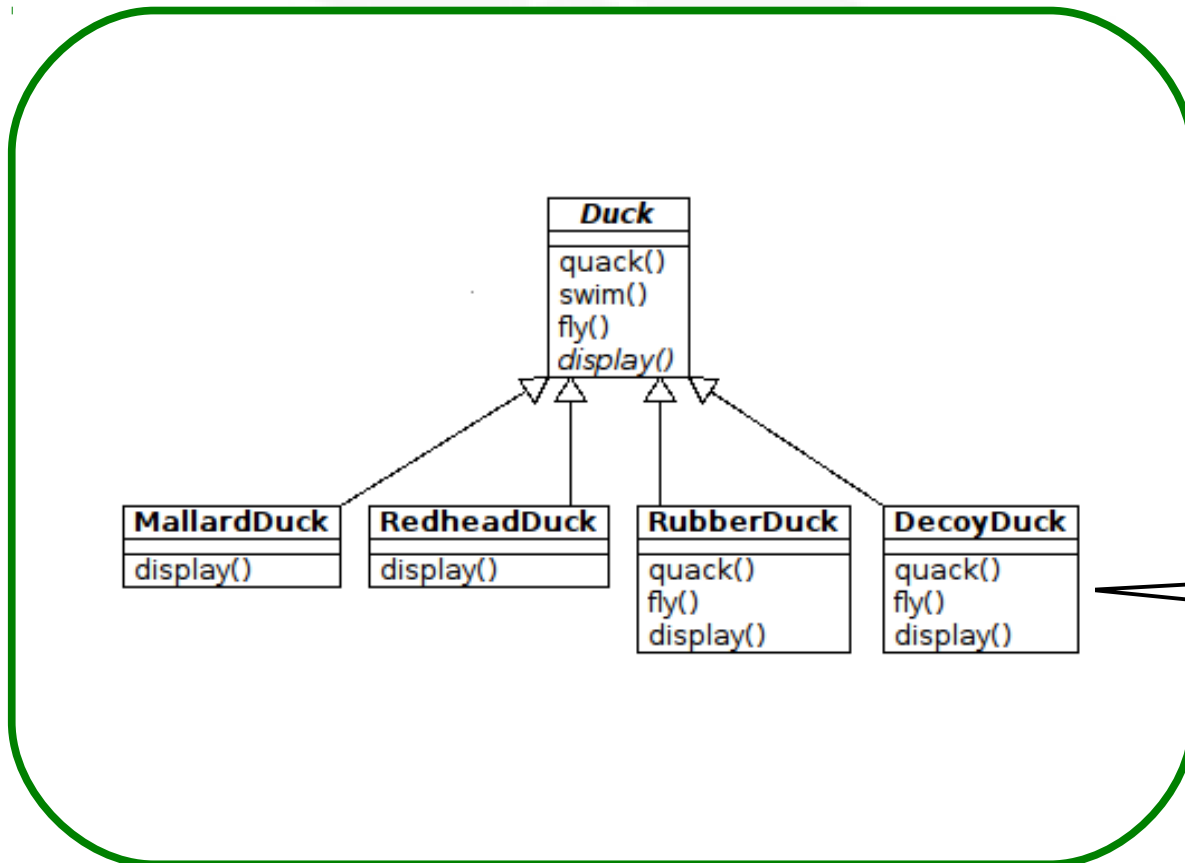 Duck
quack()
swim()
fly()
display()
MallardDuck
display()
RedheadDuck
display()
RubberDuck
quack()
fly()
display()
DecoyDuck
quack()
fly()
display()